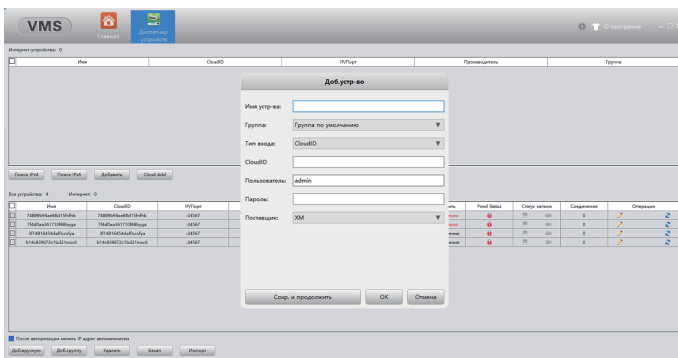 VMS
Главная
Диспетчер устройств
О программе
Интернет-устройства: 0
Имя CloudID IP/Порт Производитель Группа
Доб.устр-во
Имя устр-ва:
Группа: Группа по умолчанию
Тип входа: CloudID
CloudID
Пользователь: admin
Пароль:
Поставщик: XM
Сохр. и продолжить OK Отмена
Поиск IPv4 Поиск IPv6 Добавить Cloud Add
Все устройства: 4 Интернет: 0
Имя CloudID IP/Порт Pood Status Статус записи Соединения Операции
:34567 0
:34567 0
:34567 0
:34567 0
После авторизации менять IP адрес автоматически
Доб.вручную Доб.группу Удалить Бекап Импорт